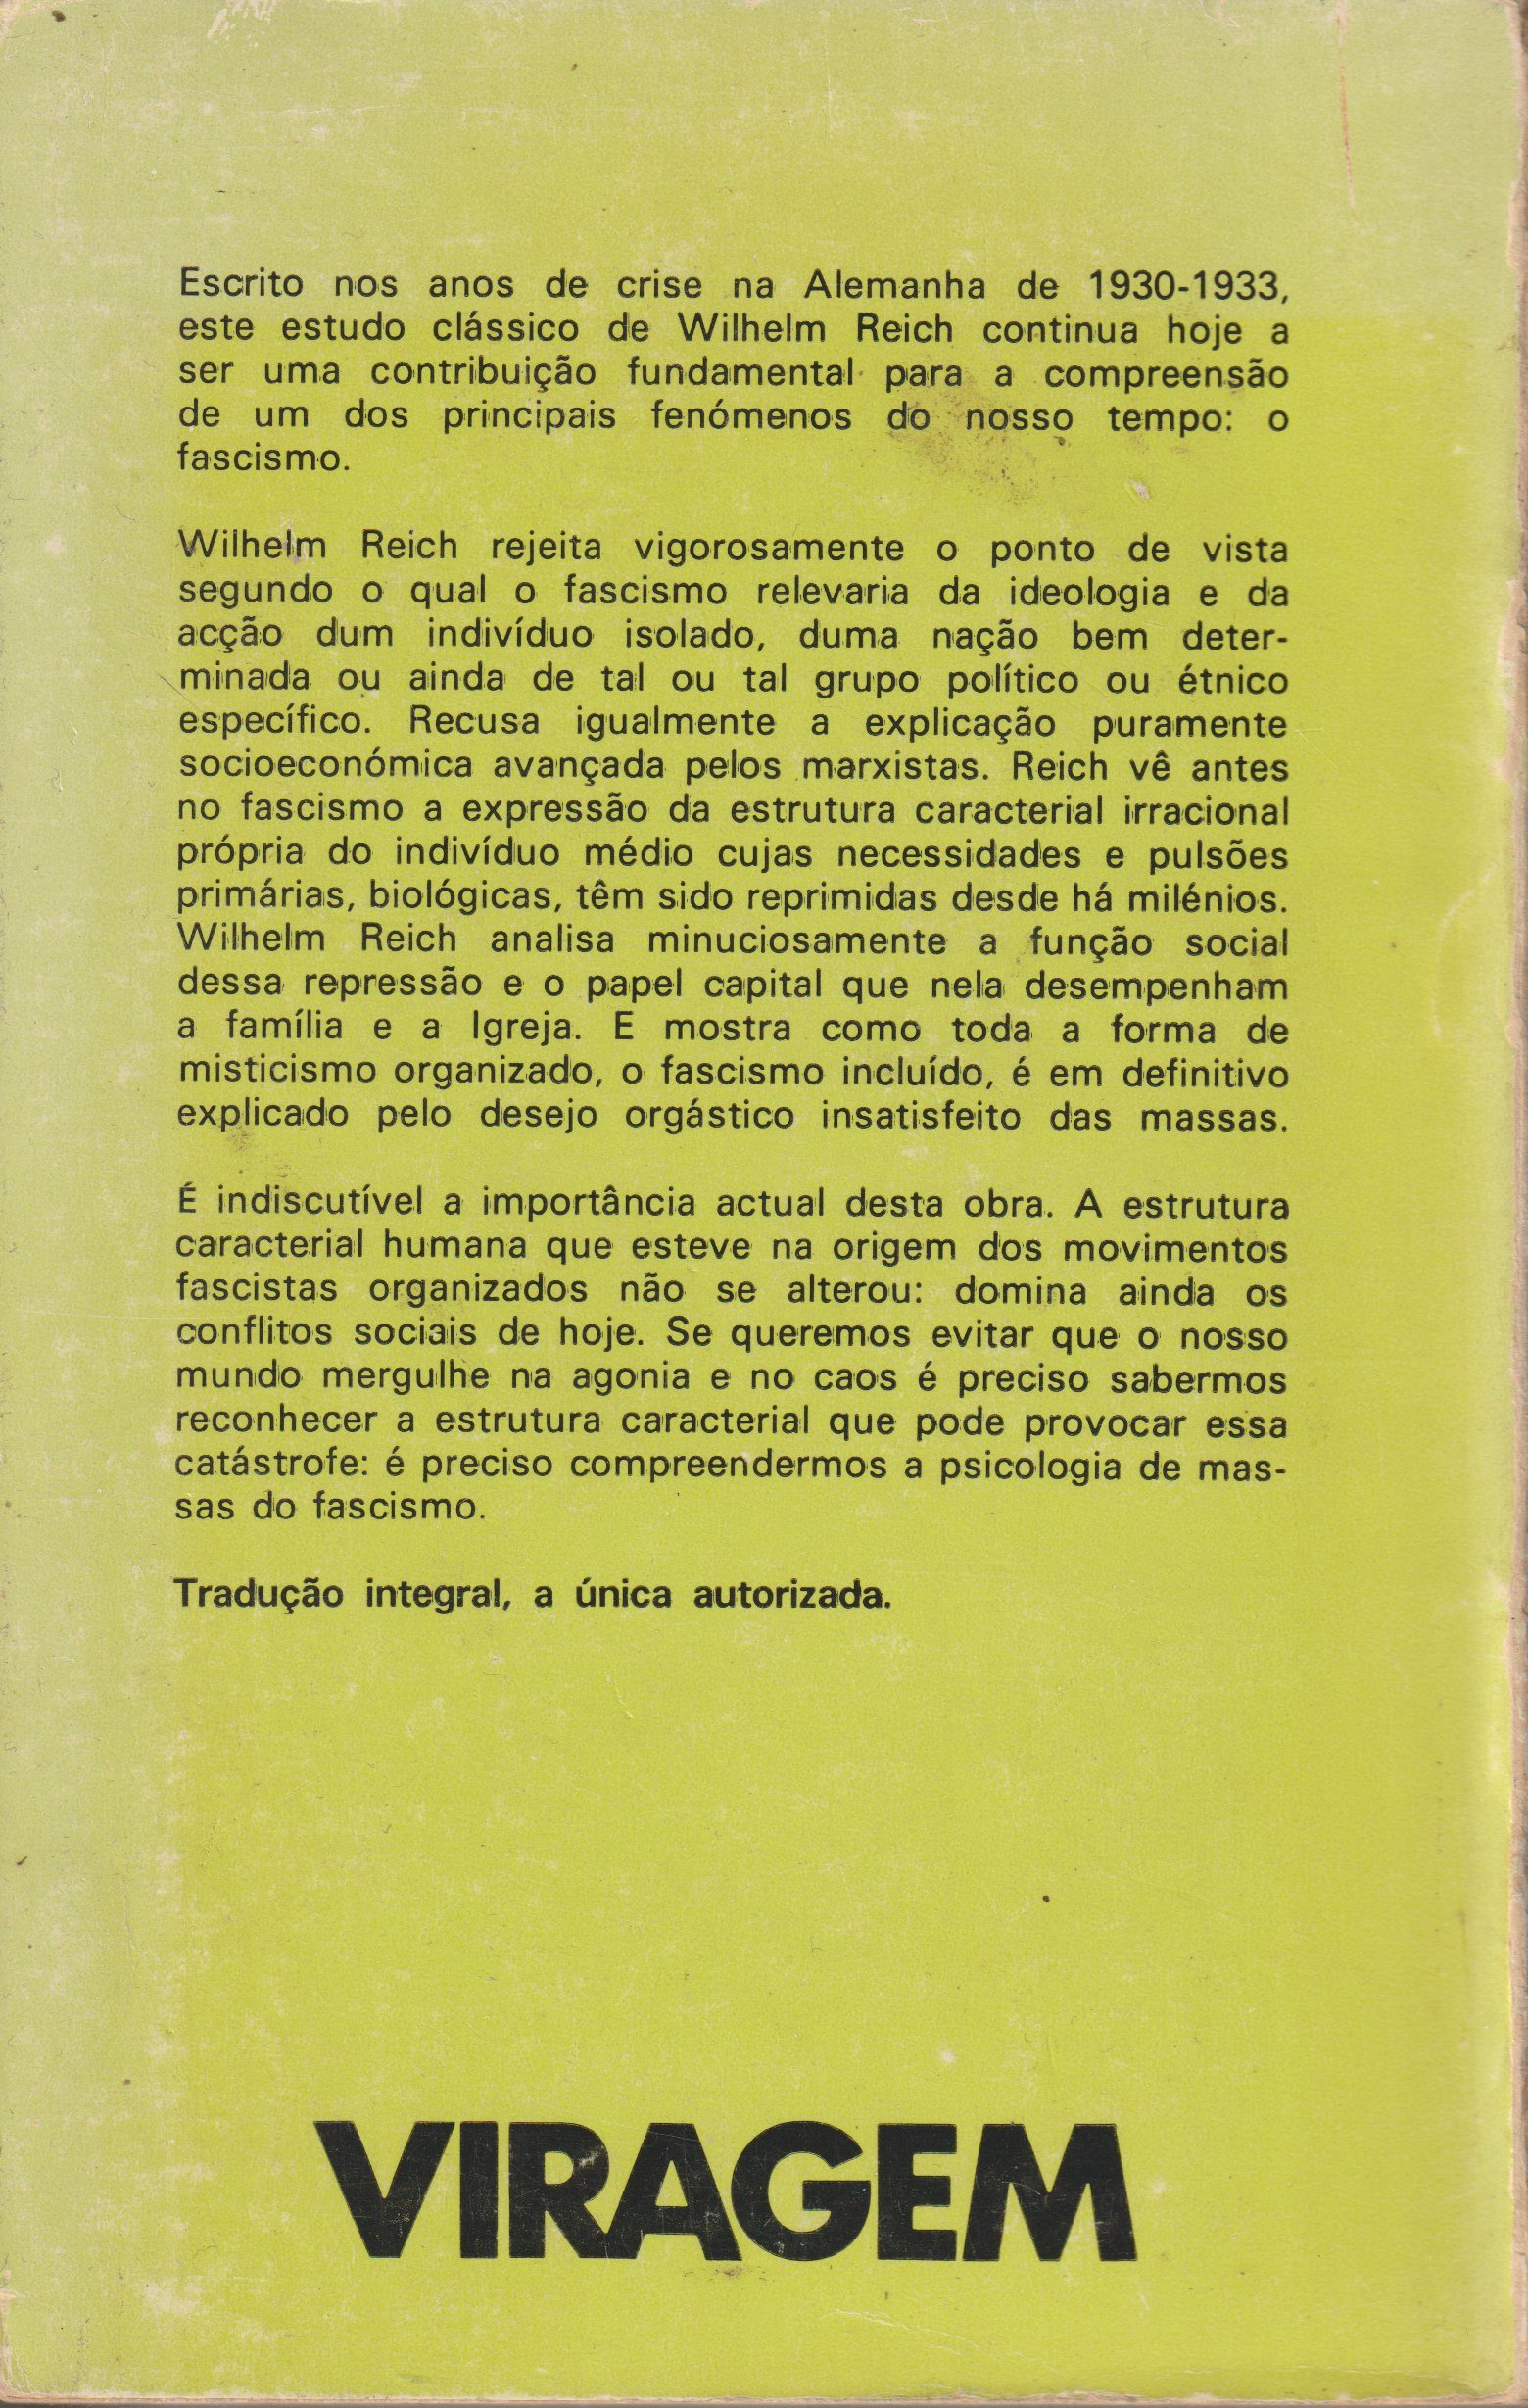 Escrito nos anos de crise na Alemanha de 1930-1933,
este estudo clássico de Wilhelm Reich continua hoje a
ser uma contribuição fundamental para a compreensão
de um dos principais fenómenos do nosso tempo: o
fascismo.
Wilhelm Reich rejeita vigorosamente o ponto de vista
segundo o qual o fascismo relevaria da ideologia e da
acção dum indivíduo isolado, duma nação bem deter-
minada ou ainda de tal ou tal grupo político ou étnico
específico. Recusa igualmente a explicação puramente
socioeconómica avançada pelos marxistas. Reich vê antes
no fascismo a expressão da estrutura caracterial irracional
própria do indivíduo médio cujas necessidades e pulsões
primárias, biológicas, têm sido reprimidas desde há milénios.
Wilhelm Reich analisa minuciosamente a função social
dessa repressão e o papel capital que nela desempenham
a família e a Igreja. E mostra como toda a forma de
misticismo organizado, o fascismo incluído, é em definitivo
explicado pelo desejo orgástico insatisfeito das massas.
É indiscutível a importância actual desta obra. A estrutura
caracterial humana que esteve na origem dos movimentos
fascistas organizados não se alterou: domina ainda os
conflitos sociais de hoje. Se queremos evitar que o nosso
mundo mergulhe na agonia e no caos é preciso sabermos
reconhecer a estrutura caracterial que pode provocar essa
catástrofe: é preciso compreendermos a psicologia de mas-
sas do fascismo.
Tradução integral, a única autorizada.
VIRAGEM